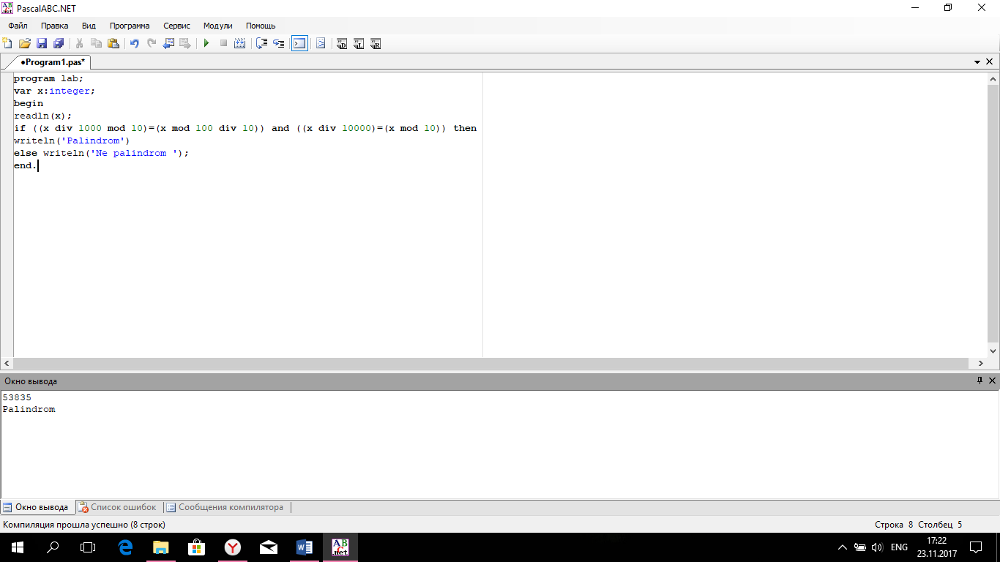 PascalABC.NET
Файл Правка Вид Программа Сервис Модули Помощь
•Program1.pas*
program lab;
var x:integer;
begin
readln(x);
if ((x div 1000 mod 10)=(x mod 100 div 10)) and ((x div 10000)=(x mod 10)) then
writeln('Palindrom')
else writeln('Ne palindrom ');
end.
Окно вывода
53835
Palindrom
Окно вывода Список ошибок Сообщения компилятора
Компиляция прошла успешно (8 строк) Строка 8 Столбец 5
ENG 17:22
23.11.2017